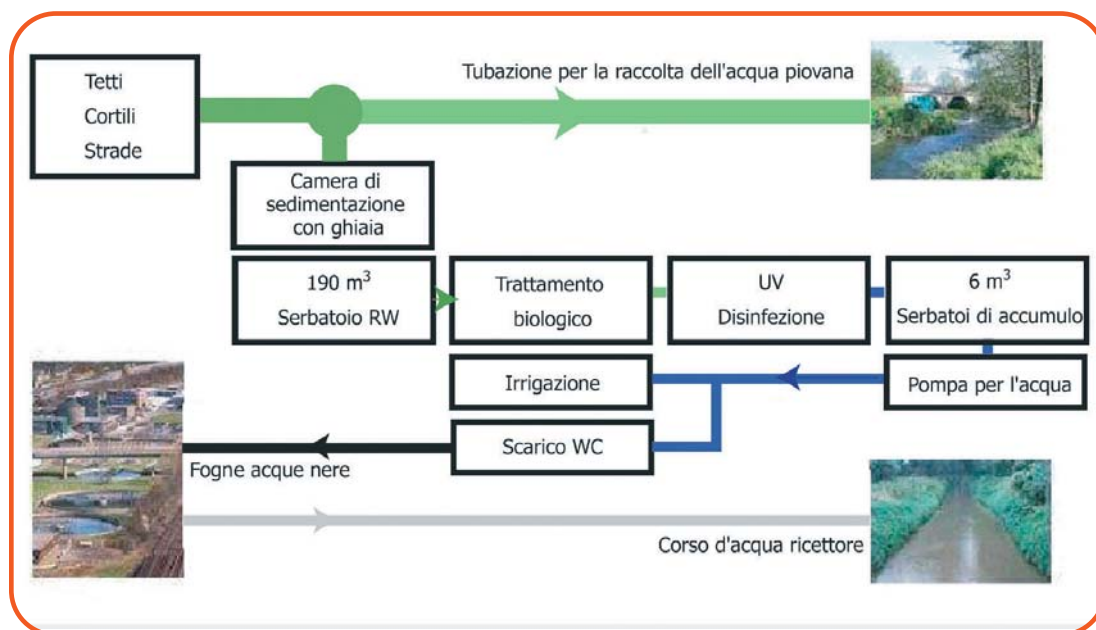 Tetti
Cortili
Strade
Tubazione per la raccolta dell'acqua piovana
Camera di
sedimentazione
con ghiaia
190 m³
Serbatoio RW
Trattamento
biologico
UV
Disinfezione
6 m³
Serbatoi di accumulo
Irrigazione
Pompa per l'acqua
Scarico WC
Fogne acque nere
Corso d'acqua ricettore